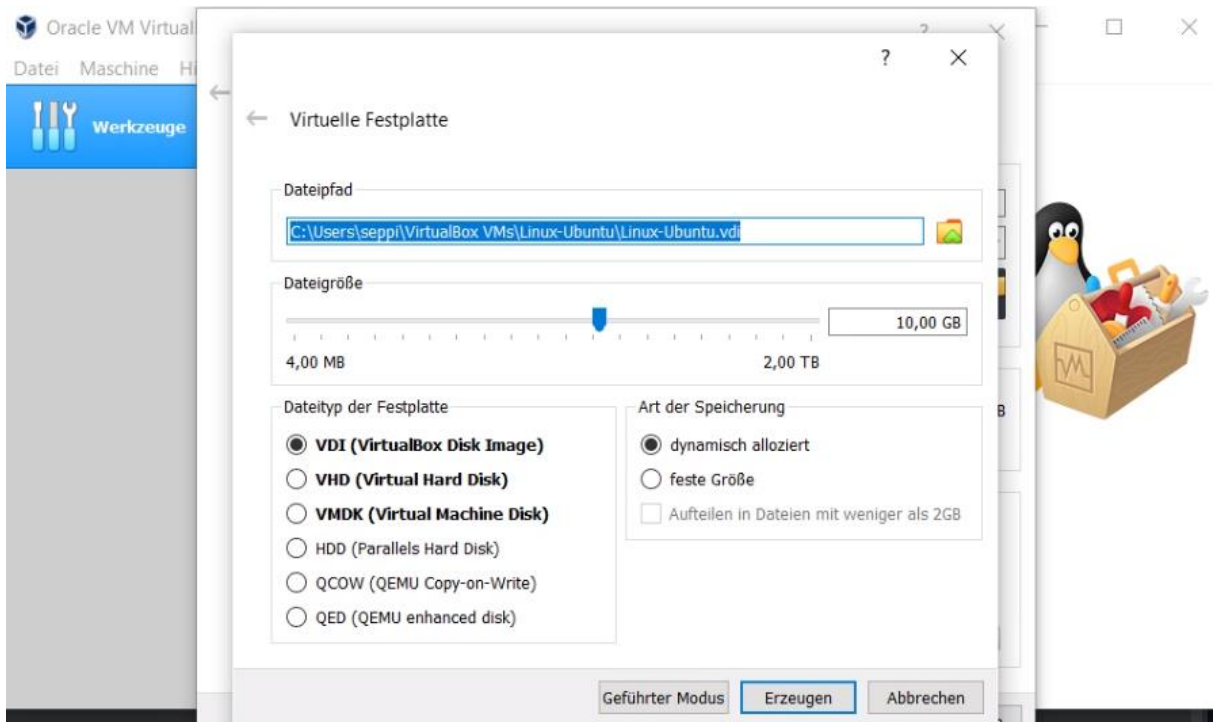 Oracle VM Virtual
?
Datei Maschine Hi
?
Werkzeuge
Virtuelle Festplatte
Dateipfad
C:\Users\seppi\VirtualBox VMs\Linux-Ubuntu\Linux-Ubuntu.vdi
Dateigröße
10,00 GB
4,00 MB 2,00 TB
Dateityp der Festplatte
VDI (VirtualBox Disk Image)
VHD (Virtual Hard Disk)
VMDK (Virtual Machine Disk)
HDD (Parallels Hard Disk)
QCOW (QEMU Copy-on-Write)
QED (QEMU enhanced disk)
Art der Speicherung
dynamisch alloziert
feste Größe
Aufteilen in Dateien mit weniger als 2GB
B
Geführter Modus Erzeugen Abbrechen